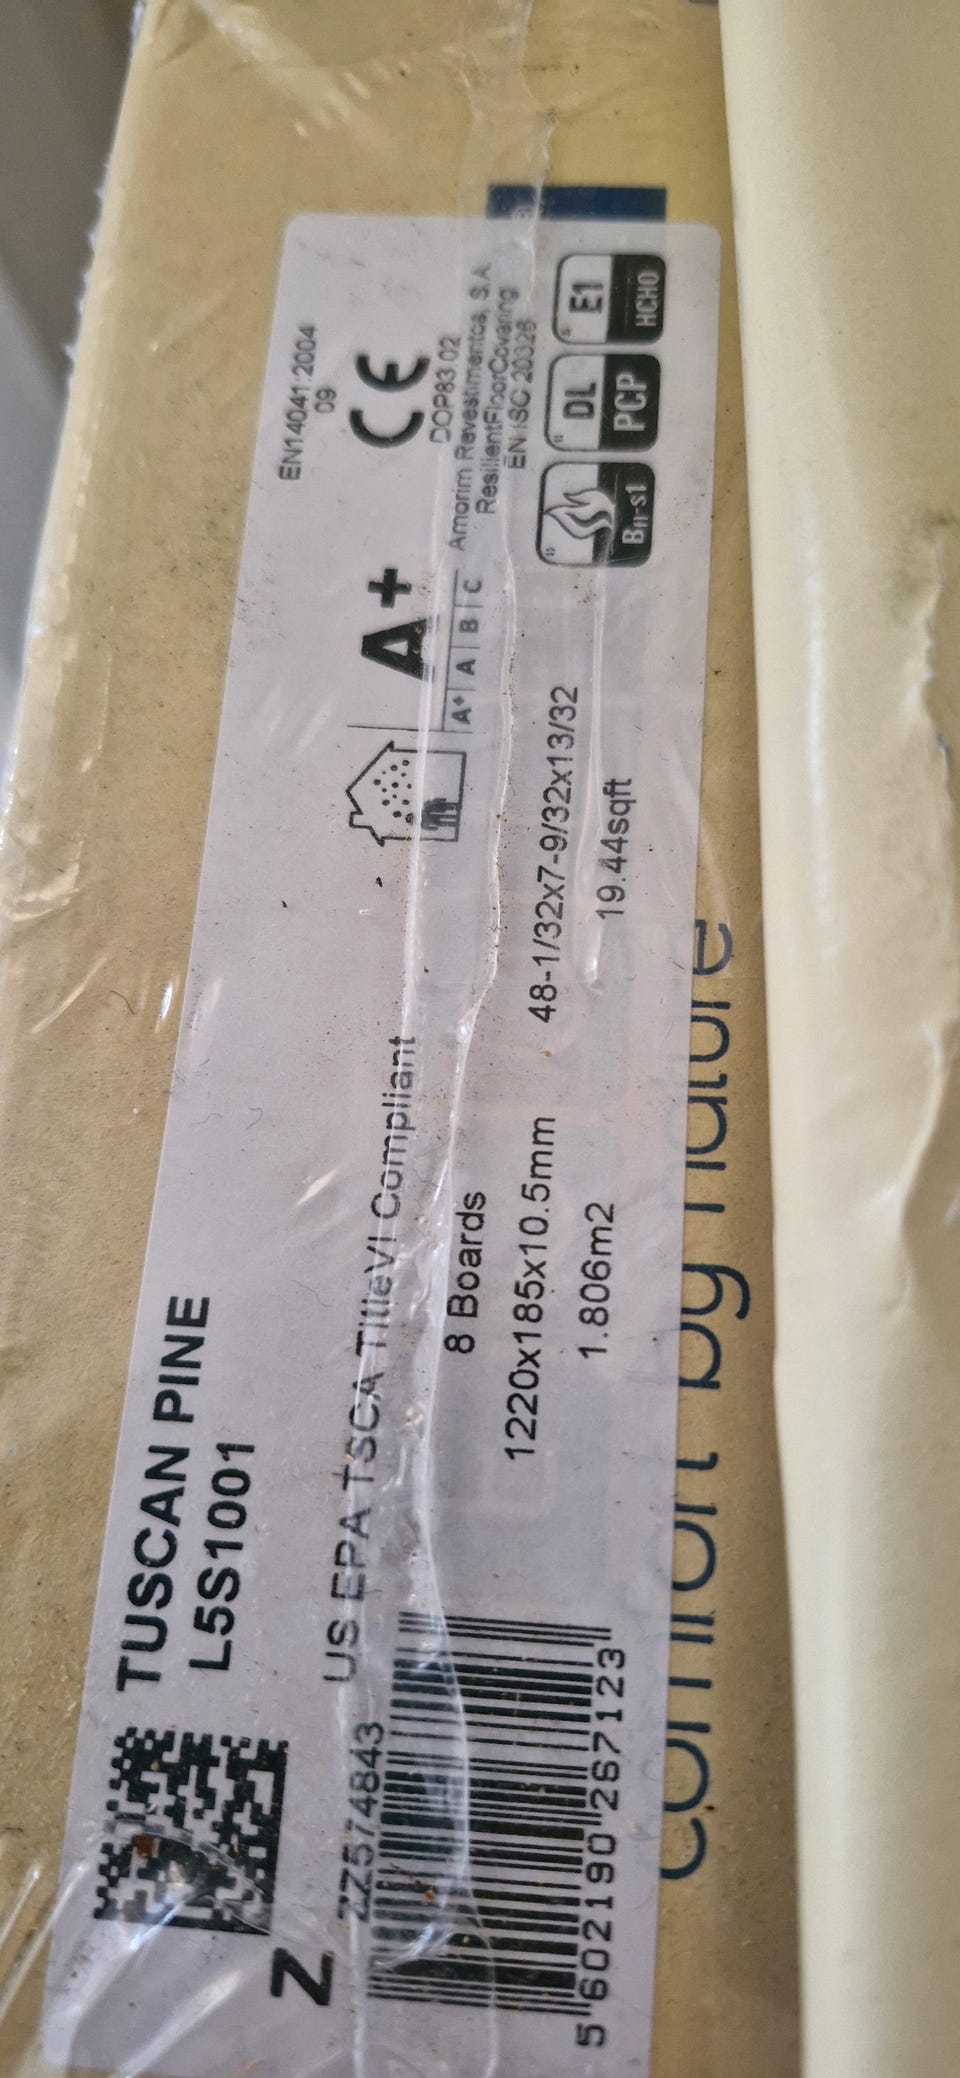 TUSCAN PINE
L5S1001
Z
ZZ574843
US EPA TSCA TitleVI Compliant
5 602190 267123
8 Boards
1220x185x10.5mm
1.806m2
48-1/32x7-9/32x13/32
19.44sqft
A+
A+ A B C
EN14041:2004
09
CE
DOP83.02
Amorim Revestimentos, S.A.
ResilientFloorCovering
EN ISC 20326
Bfl-s1
DL
PCP
E1
HCHO
comfort by nature